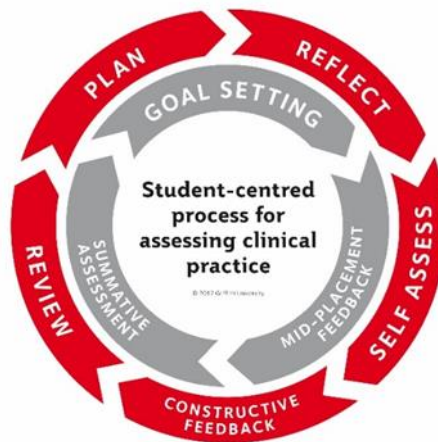 PLAN
REFLECT
GOAL SETTING
Student-centred
process for
assessing clinical
practice
REVIEW
SUMMATIVE
ASSESSMENT
MID-PLACEMENT
FEEDBACK
SELF ASSESS
CONSTRUCTIVE
FEEDBACK